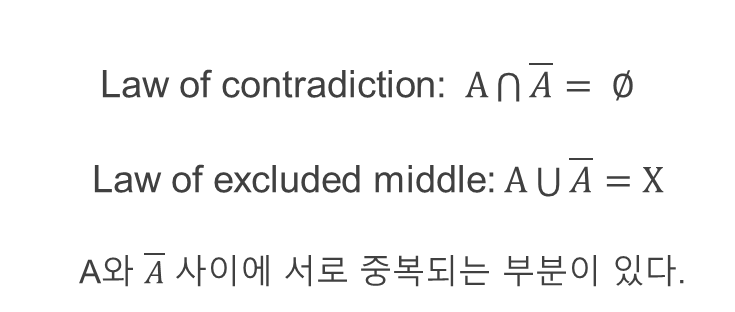 Law of contradiction: A⋂A̅ = ∅
Law of excluded middle: A⋃A̅ = X
A와 A̅ 사이에 서로 중복되는 부분이 있다.